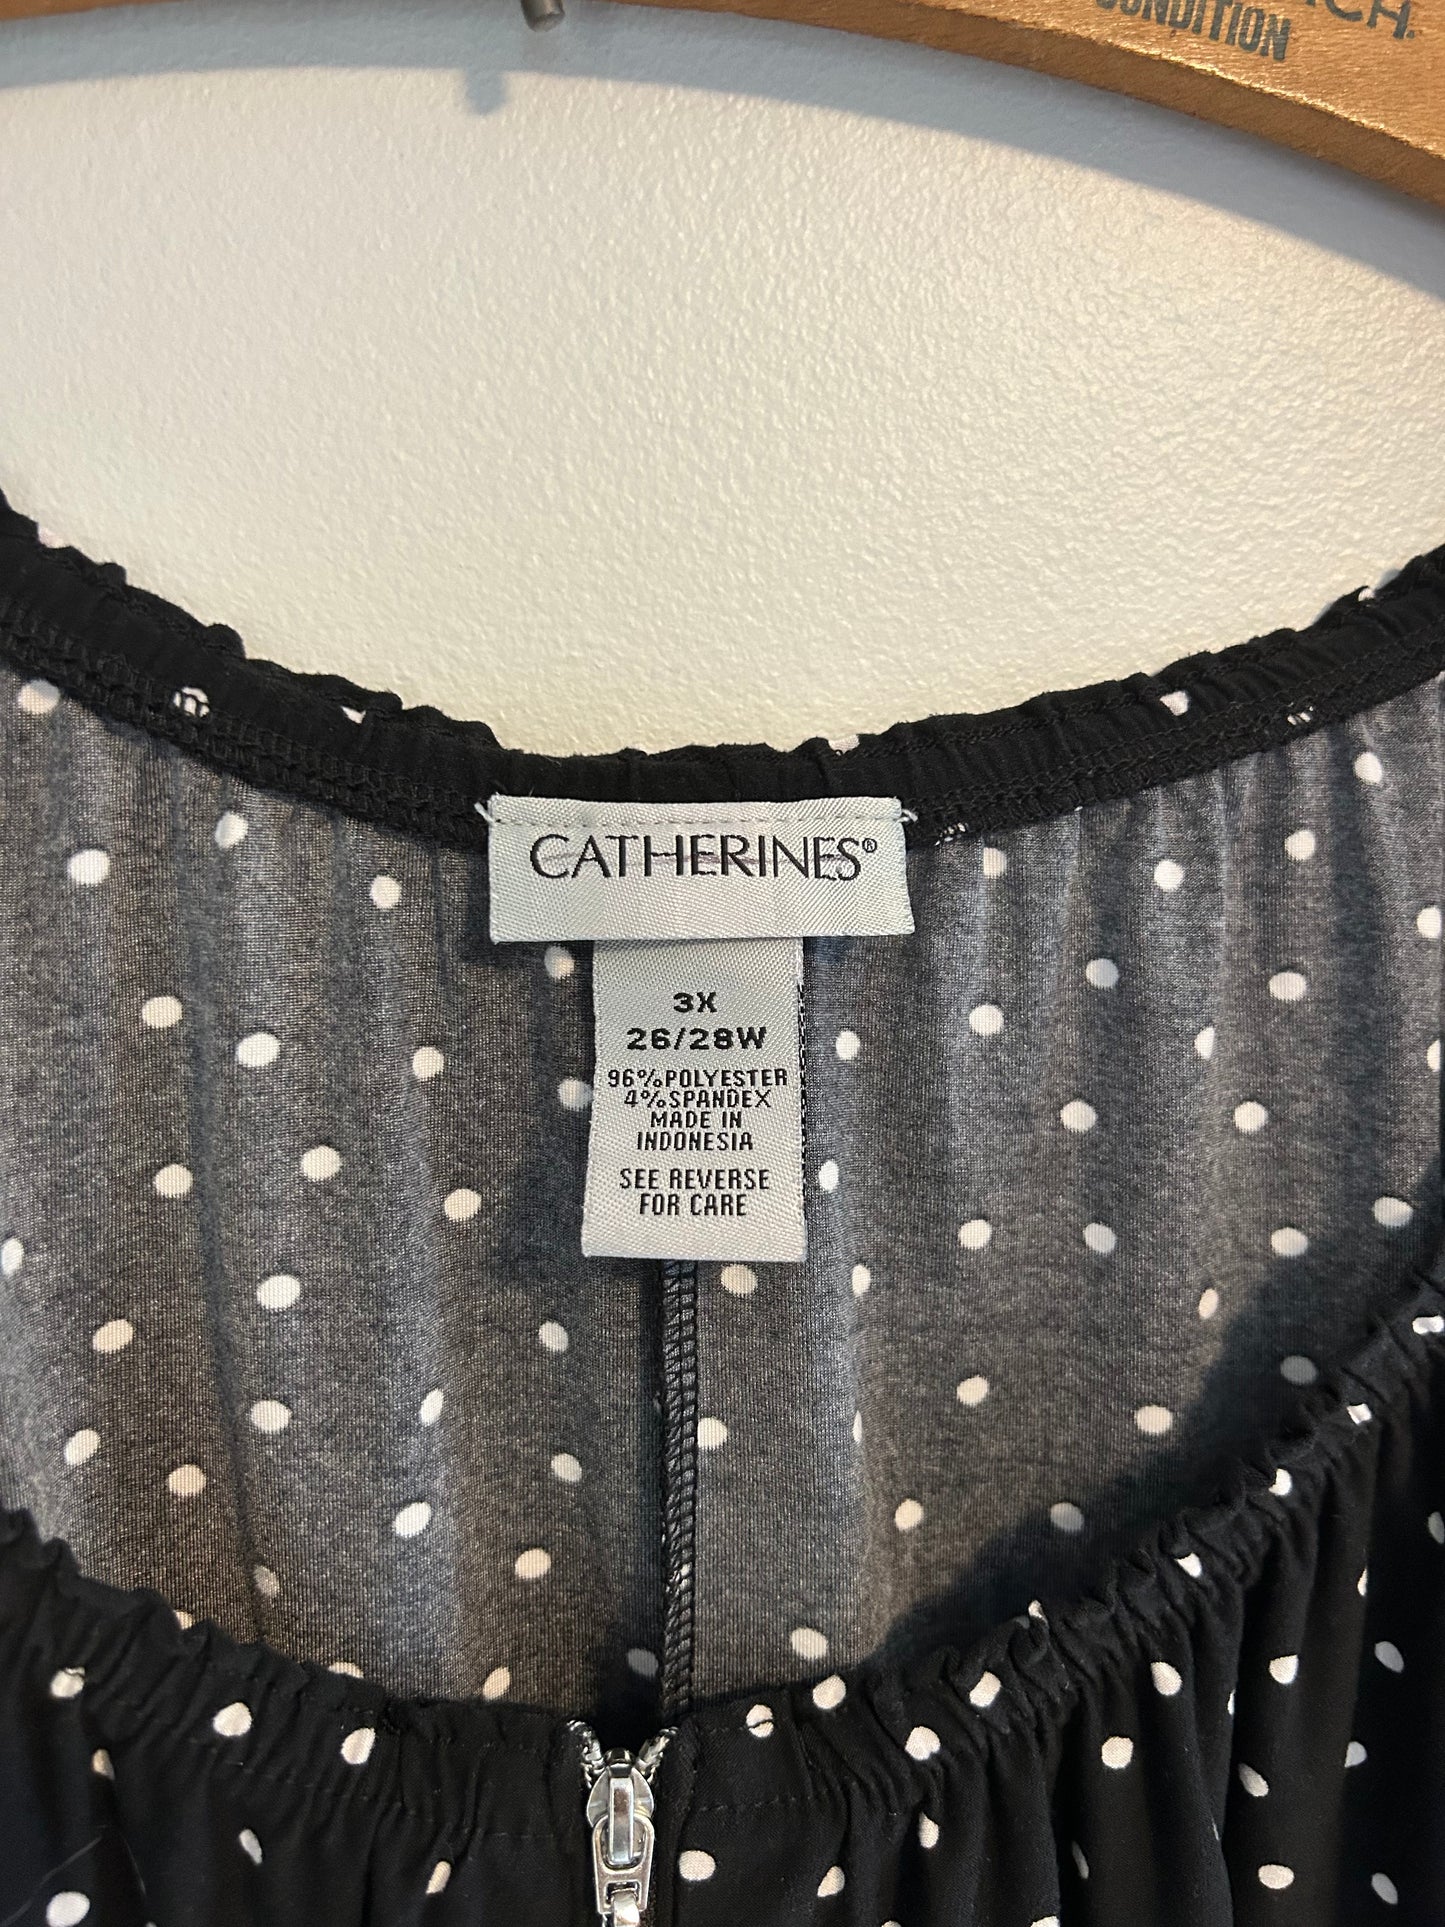 CONDITION
CATHERINES®
3X
26/28W
96%POLYESTER
4%SPANDEX
MADE IN
INDONESIA
SEE REVERSE
FOR CARE